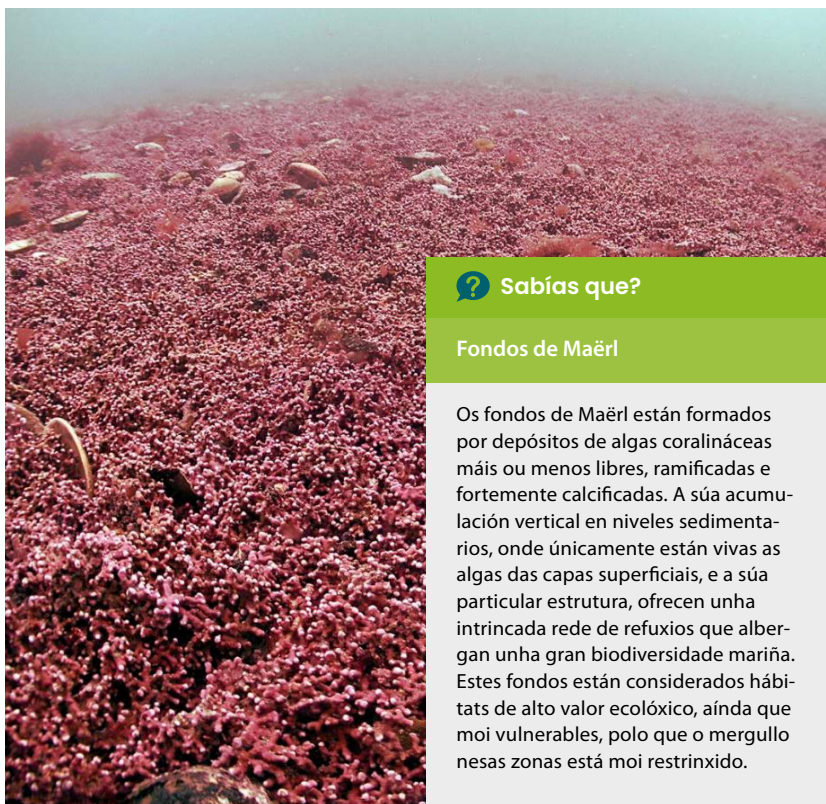 Sabías que?
Fondos de Maërl
Os fondos de Maërl están formados
por depósitos de algas coralináceas
máis ou menos libres, ramificadas e
fortemente calcificadas. A súa acumu-
lación vertical en niveles sedimenta-
rios, onde únicamente están vivas as
algas das capas superficiais, e a súa
particular estrutura, ofrecen unha
intrincada rede de refuxios que alber-
gan unha gran biodiversidade mariña.
Estes fondos están considerados hábi-
tats de alto valor ecolóxico, aínda que
moi vulnerables, polo que o mergullo
nesas zonas está moi restrinxido.